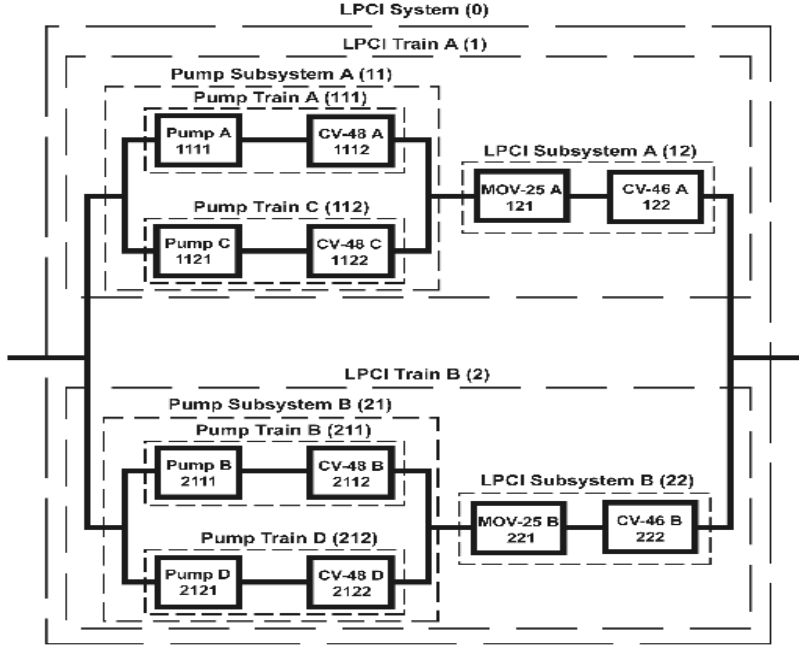 LPCI System (0)
LPCI Train A (1)
Pump Subsystem A (11)
Pump Train A (111)
Pump A
1111
CV-48 A
1112
LPCI Subsystem A (12)
MOV-25 A
121
CV-46 A
122
Pump Train C (112)
Pump C
1121
CV-48 C
1122
LPCI Train B (2)
Pump Subsystem B (21)
Pump Train B (211)
Pump B
2111
CV-48 B
2112
LPCI Subsystem B (22)
MOV-25 B
221
CV-46 B
222
Pump Train D (212)
Pump D
2121
CV-48 D
2122